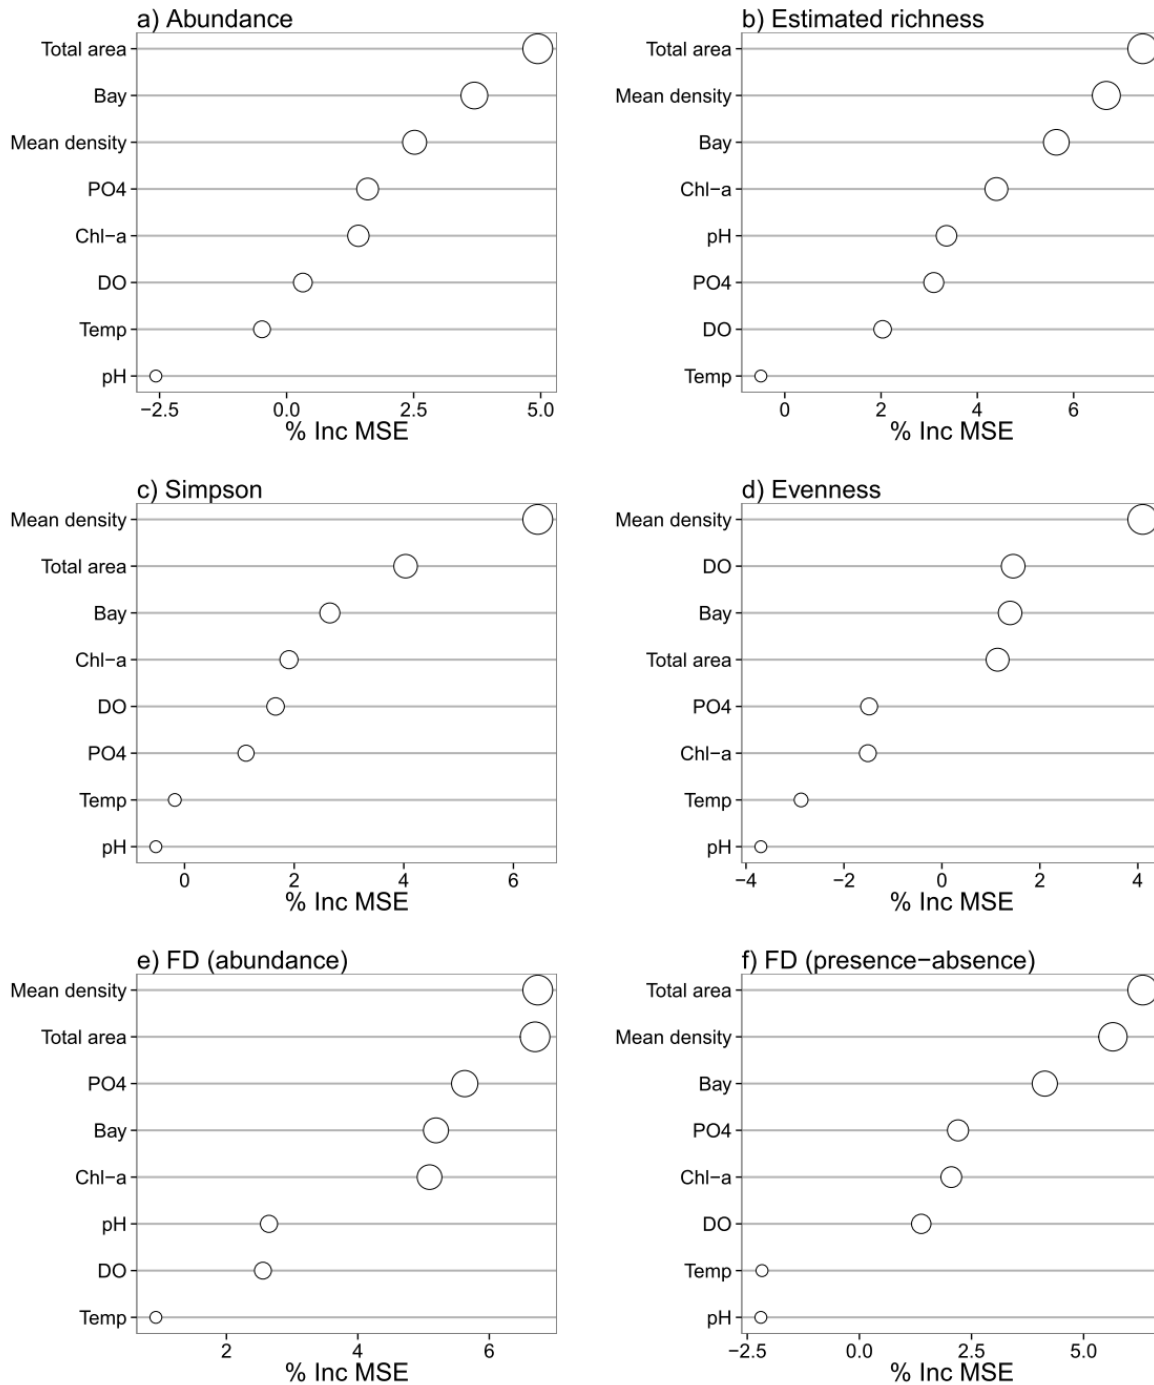 a) Abundance
Total area
Bay
Mean density
PO4
Chl−a
DO
Temp
pH
−2.5 0.0 2.5 5.0
% Inc MSE
b) Estimated richness
Total area
Mean density
Bay
Chl−a
pH
PO4
DO
Temp
0 2 4 6
% Inc MSE
c) Simpson
Mean density
Total area
Bay
Chl−a
DO
PO4
Temp
pH
0 2 4 6
% Inc MSE
d) Evenness
Mean density
DO
Bay
Total area
PO4
Chl−a
Temp
pH
−4 −2 0 2 4
% Inc MSE
e) FD (abundance)
Mean density
Total area
PO4
Bay
Chl−a
pH
DO
Temp
2 4 6
% Inc MSE
f) FD (presence−absence)
Total area
Mean density
Bay
PO4
Chl−a
DO
Temp
pH
−2.5 0.0 2.5 5.0
% Inc MSE